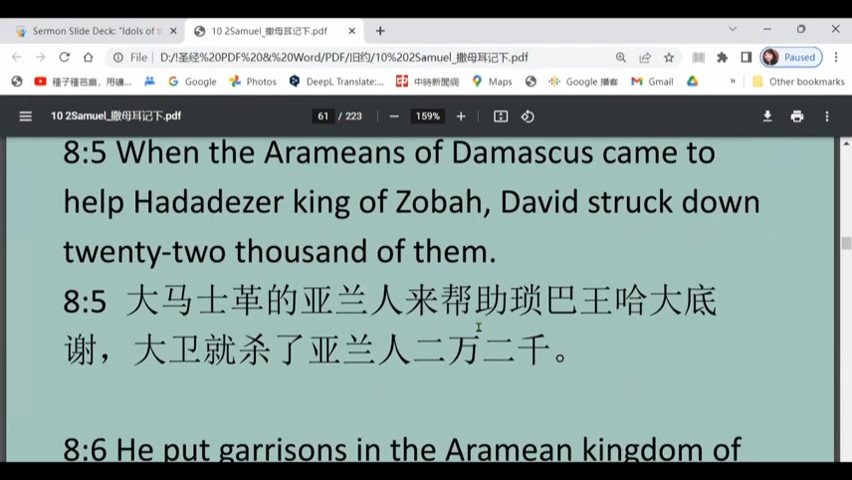 Sermon Slide Deck: "Idols of t
10 2Samuel_撒母耳记下.pdf
File
D:/!圣经%20PDF%20&%20Word/PDF/旧约/10%202Samuel_撒母耳记下.pdf
Paused
Google
Photos
DeepL Translate:...
中時新聞網
Maps
Google 播客
Gmail
Other bookmarks
10 2Samuel_撒母耳记下.pdf
61 / 223
159%
8:5 When the Arameans of Damascus came to
help Hadadezer king of Zobah, David struck down
twenty-two thousand of them.
8:5 大马士革的亚兰人来帮助琐巴王哈大底
谢，大卫就杀了亚兰人二万二千。
8:6 He put garrisons in the Aramean kingdom of